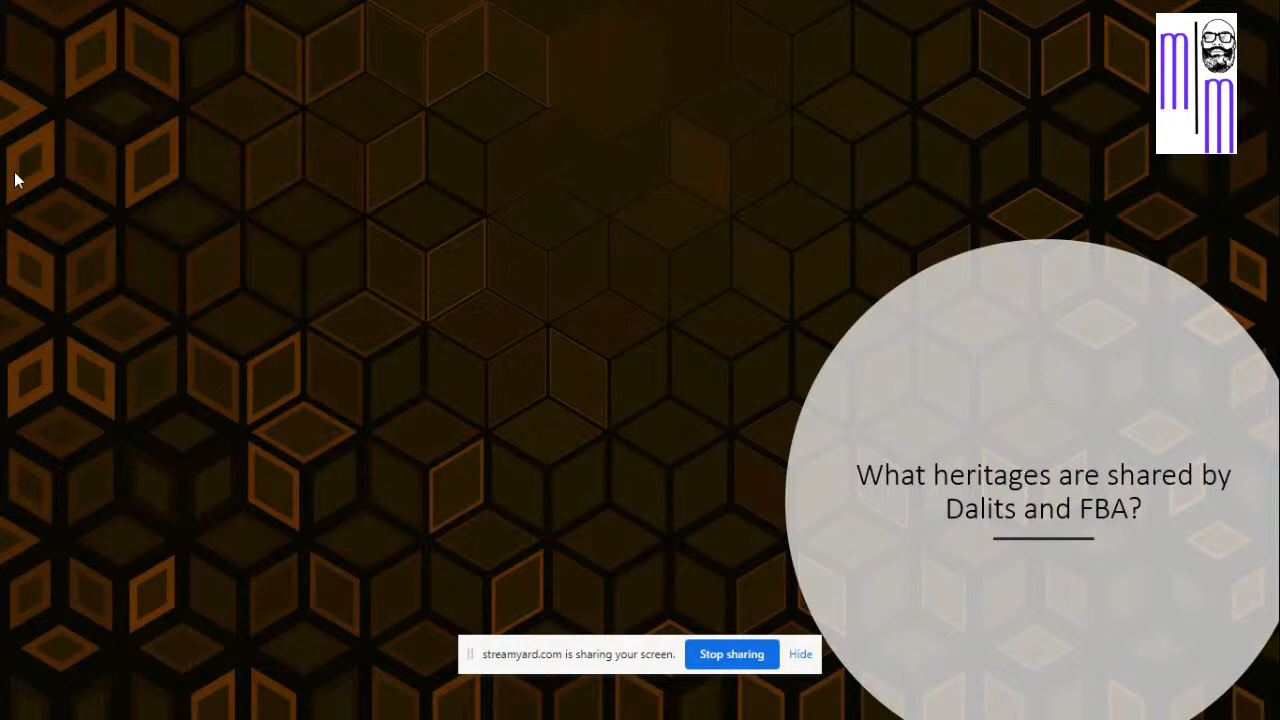 m
m
What heritages are shared by
Dalits and FBA?
streamyard.com is sharing your screen. Stop sharing Hide